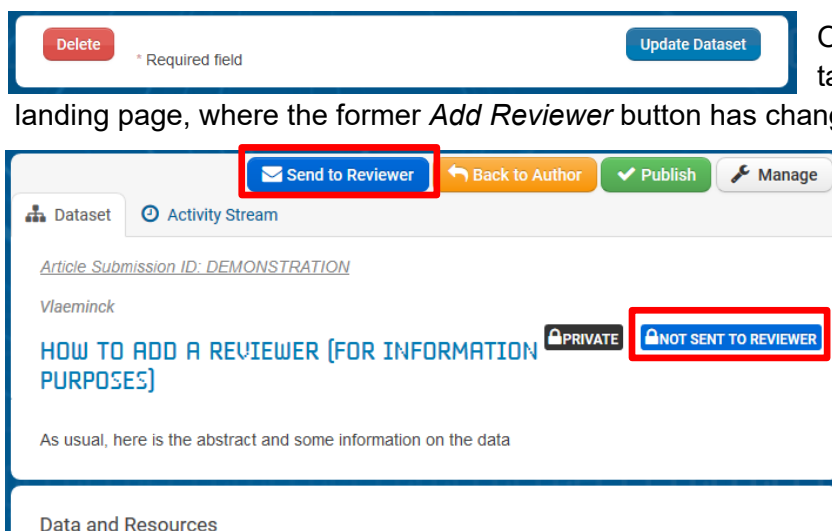 Delete
* Required field
Update Dataset
landing page, where the former Add Reviewer button has
Send to Reviewer
Back to Author
Publish
Manage
Dataset
Activity Stream
Article Submission ID: DEMONSTRATION
Vlaeminck
HOW TO ADD A REVIEWER (FOR INFORMATION
PURPOSES)
PRIVATE
NOT SENT TO REVIEWER
As usual, here is the abstract and some information on the data
Data and Resources